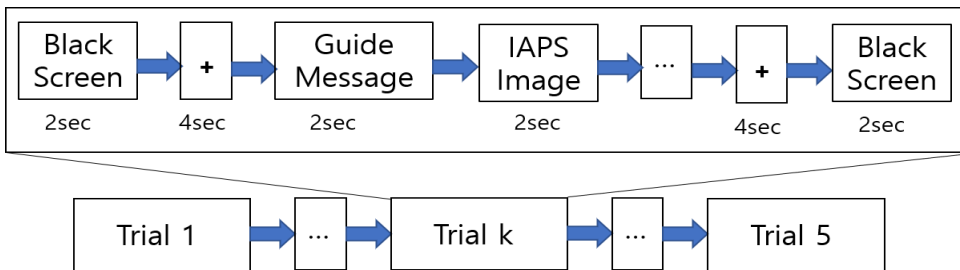 Black
Screen
+
Guide
Message
IAPS
Image
...
+
Black
Screen
2sec
4sec
2sec
2sec
4sec
2sec
Trial 1
...
Trial k
...
Trial 5